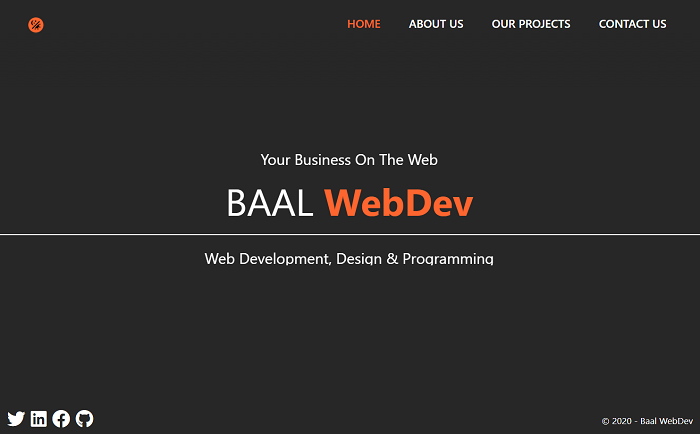 HOME ABOUT US OUR PROJECTS CONTACT US
Your Business On The Web
BAAL WebDev
Web Development, Design & Programming
© 2020 - Baal WebDev